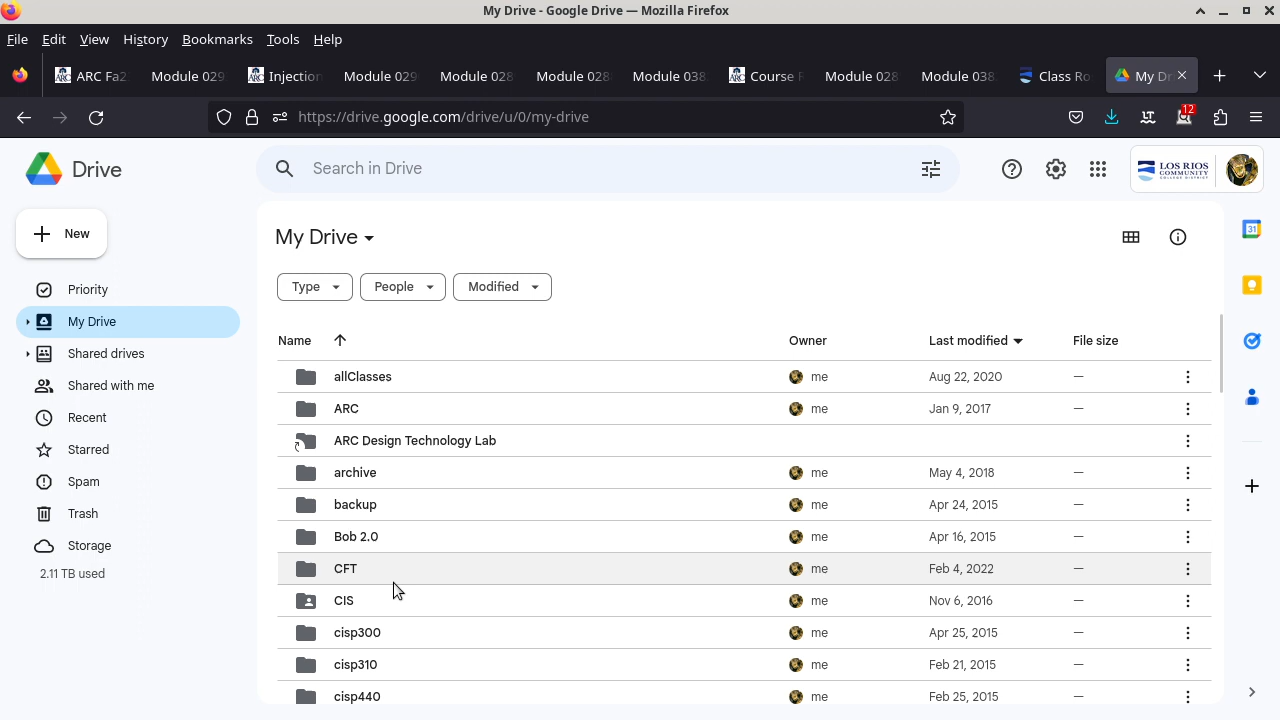 My Drive - Google Drive — Mozilla Firefox
File Edit View History Bookmarks Tools Help
ARC Fa2 Module 029 Injection Module 029 Module 028 Module 028 Module 038 Course R Module 028 Module 038 Class Ro My Dr
https://drive.google.com/drive/u/0/my-drive
12
Drive
Search in Drive
LOS RIOS
COMMUNITY
COLLEGE DISTRICT
New
My Drive
31
Type People Modified
Priority
My Drive
Shared drives
Shared with me
Recent
Starred
Spam
Trash
Storage
2.11 TB used
Name Owner Last modified File size
allClasses me Aug 22, 2020 —
ARC me Jan 9, 2017 —
ARC Design Technology Lab
archive me May 4, 2018 —
backup me Apr 24, 2015 —
Bob 2.0 me Apr 16, 2015 —
CFT me Feb 4, 2022 —
CIS me Nov 6, 2016 —
cisp300 me Apr 25, 2015 —
cisp310 me Feb 21, 2015 —
cisp440 me Feb 25, 2015 —